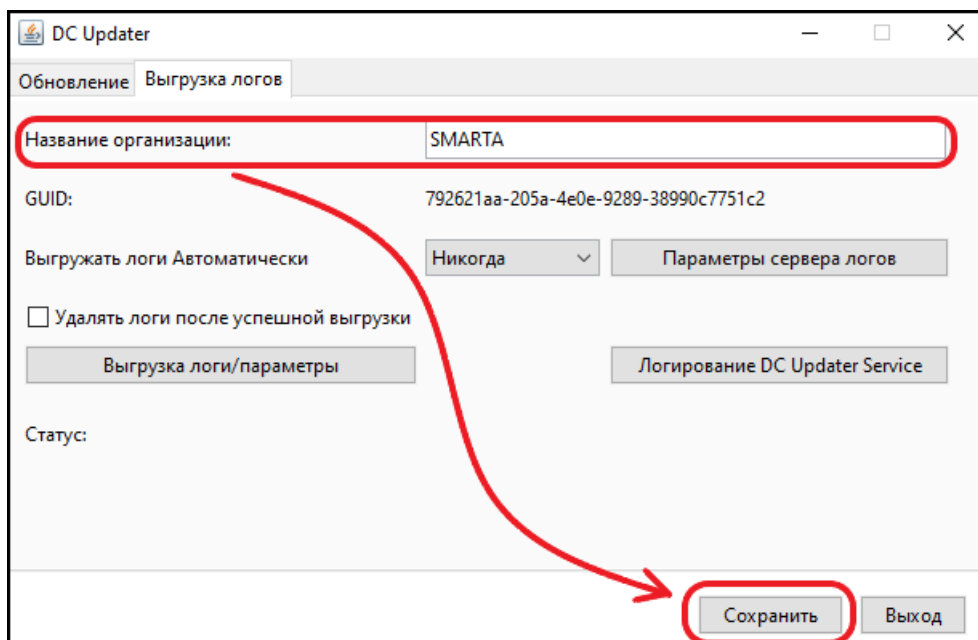 DC Updater
Обновление Выгрузка логов
Название организации: SMARTA
GUID: 792621aa-205a-4e0e-9289-38990c7751c2
Выгружать логи Автоматически Никогда Параметры сервера логов
Удалять логи после успешной выгрузки
Выгрузка логи/параметры Логирование DC Updater Service
Статус:
Сохранить Выход